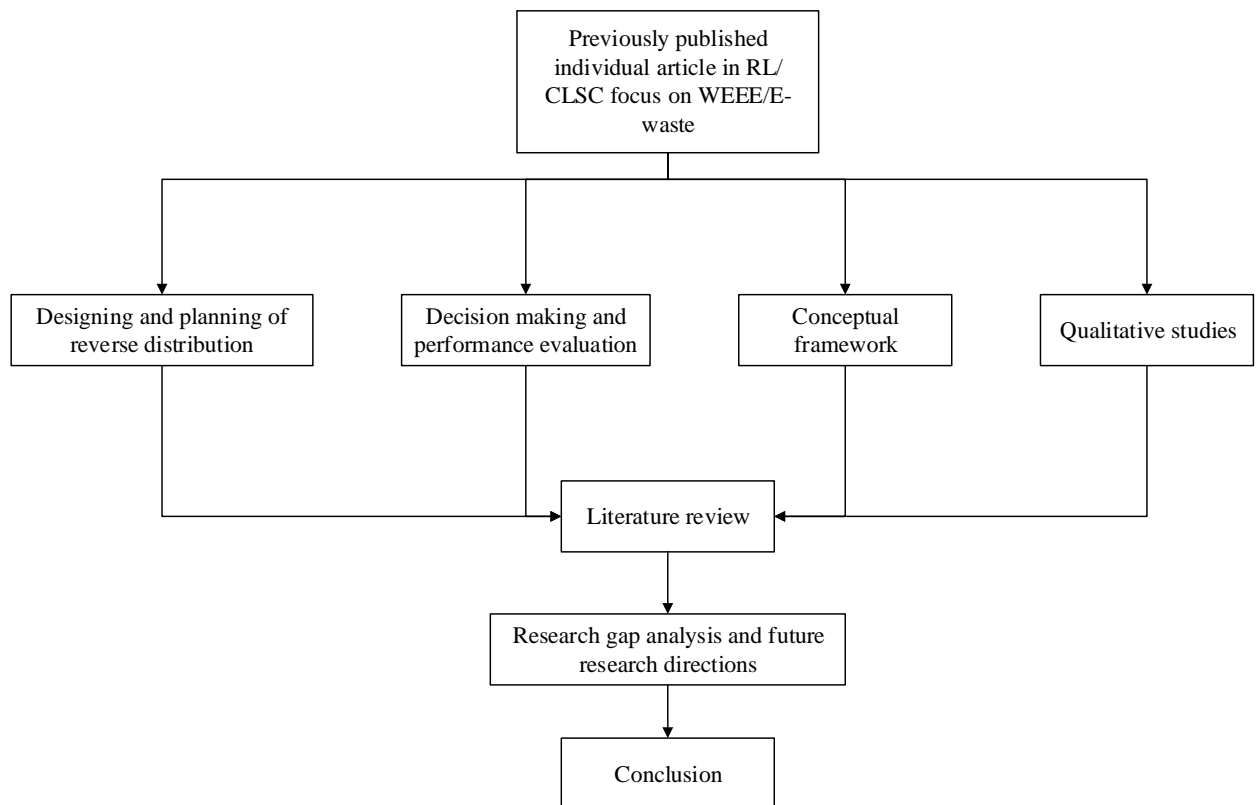 Previously published
individual article in RL/
CLSC focus on WEEE/E-
waste
Designing and planning of
reverse distribution
Decision making and
performance evaluation
Conceptual
framework
Qualitative studies
Literature review
Research gap analysis and future
research directions
Conclusion